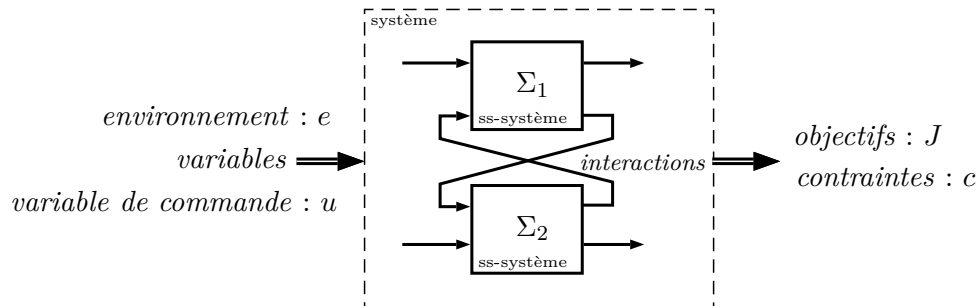 système
Σ1
ss-système
environnement : e
variables
variable de commande : u
interactions
objectifs : J
contraintes : c
Σ2
ss-système